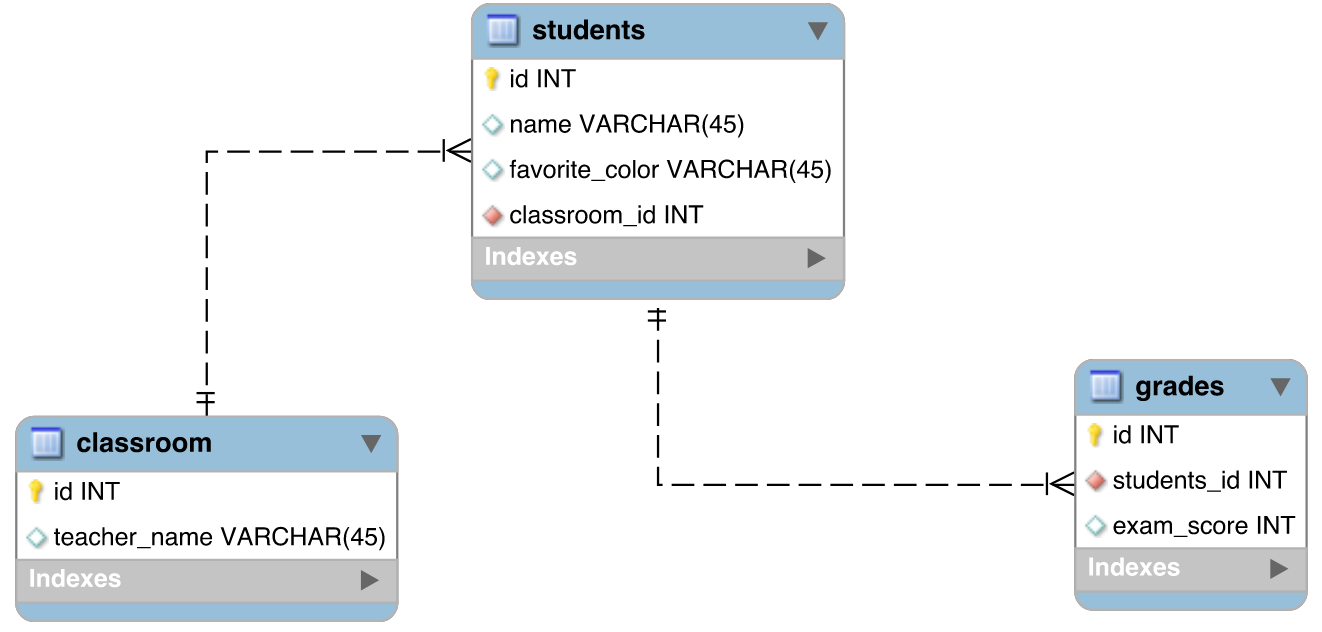 students
id INT
name VARCHAR(45)
favorite_color VARCHAR(45)
classroom_id INT
Indexes
classroom
id INT
teacher_name VARCHAR(45)
Indexes
grades
id INT
students_id INT
exam_score INT
Indexes